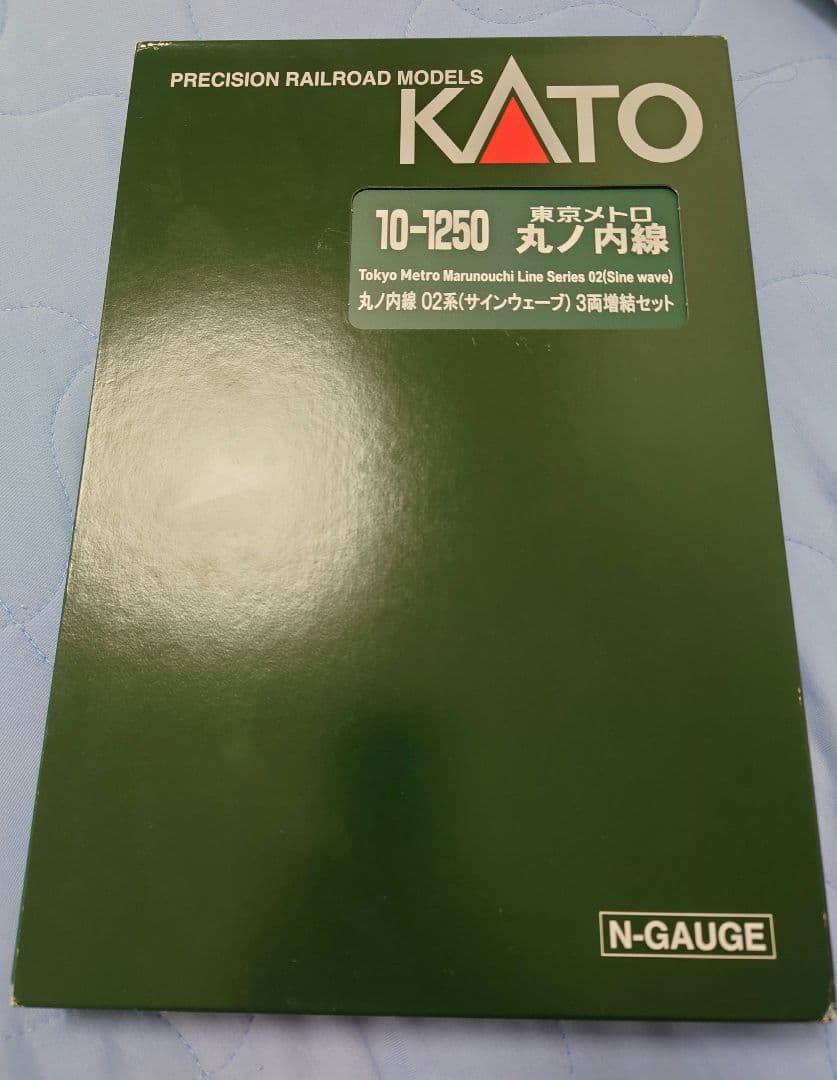 PRECISION RAILROAD MODELS
KATO
10-1250
東京メトロ
丸ノ内線
Tokyo Metro Marunouchi Line Series 02(Sine wave)
丸ノ内線 02系(サインウェーブ) 3両増結セット
N-GAUGE